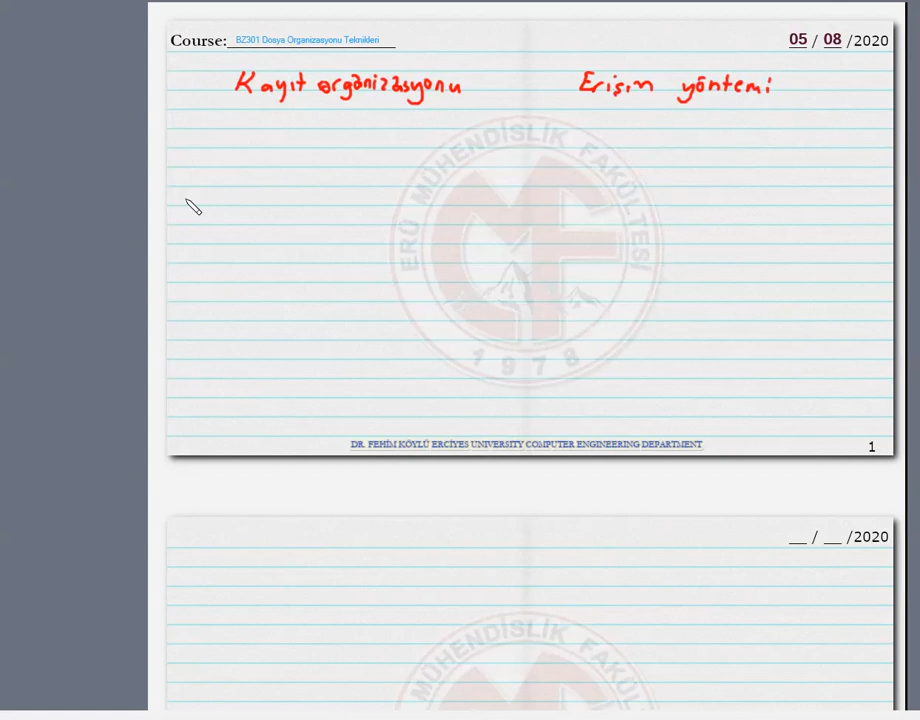 Course: BZ301 Dosya Organizasyonu Teknikleri 05 / 08 /2020
Kayıt organizasyonu Erişim yöntemi
ERÜ MÜHENDİSLİK FAKÜLTESİ
1978
DR. FEHİM KÖYLÜ ERCİYES UNIVERSITY COMPUTER ENGINEERING DEPARTMENT
1
__ / __ /2020
MÜHENDİSLİK FAKÜLTESİ